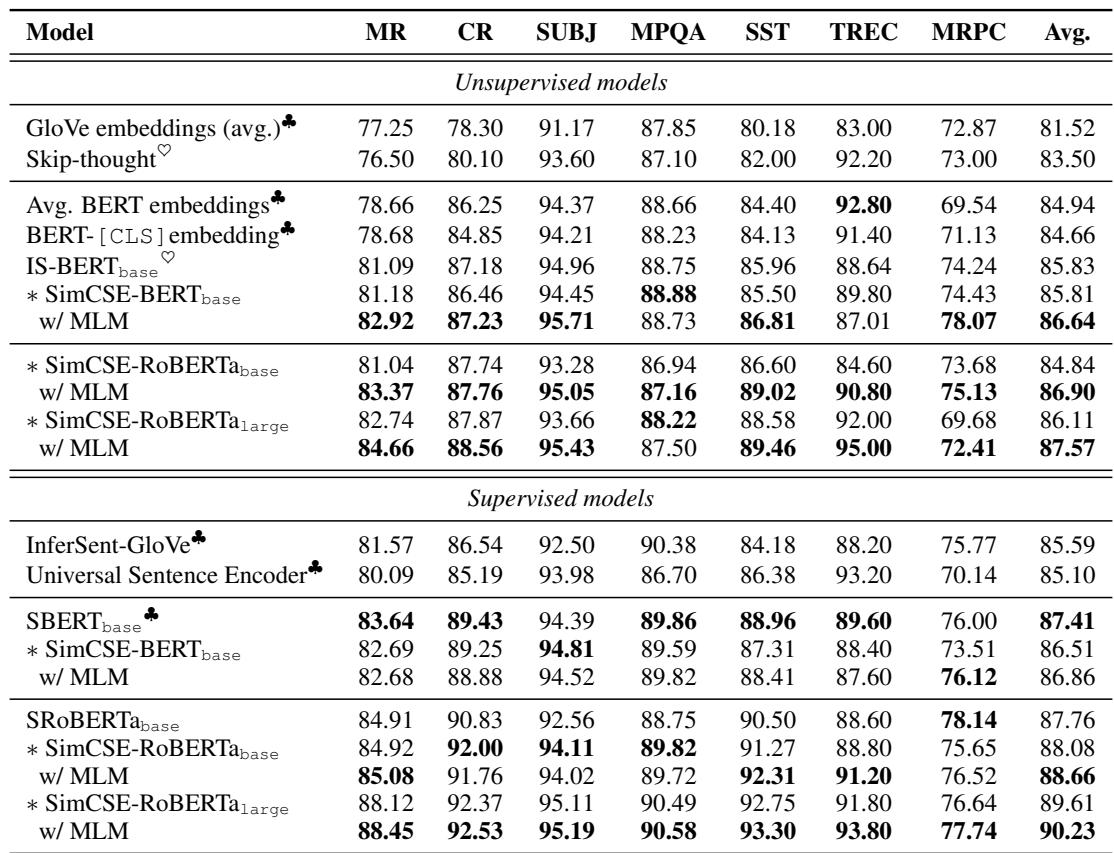 Model MR CR SUBJ MPQA SST TREC MRPC Avg.
Unsupervised models
GloVe embeddings (avg.)♣ 77.25 78.30 91.17 87.85 80.18 83.00 72.87 81.52
Skip-thought♡ 76.50 80.10 93.60 87.10 82.00 92.20 73.00 83.50
Avg. BERT embeddings♣ 78.66 86.25 94.37 88.66 84.40 92.80 69.54 84.94
BERT-[CLS]embedding♣ 78.68 84.85 94.21 88.23 84.13 91.40 71.13 84.66
IS-BERTbase♡ 81.09 87.18 94.96 88.75 85.96 88.64 74.24 85.83
∗ SimCSE-BERTbase 81.18 86.46 94.45 88.88 85.50 89.80 74.43 85.81
w/ MLM 82.92 87.23 95.71 88.73 86.81 87.01 78.07 86.64
∗ SimCSE-RoBERTabase 81.04 87.74 93.28 86.94 86.60 84.60 73.68 84.84
w/ MLM 83.37 87.76 95.05 87.16 89.02 90.80 75.13 86.90
∗ SimCSE-RoBERTalarge 82.74 87.87 93.66 88.22 88.58 92.00 69.68 86.11
w/ MLM 84.66 88.56 95.43 87.50 89.46 95.00 72.41 87.57
Supervised models
InferSent-GloVe♣ 81.57 86.54 92.50 90.38 84.18 88.20 75.77 85.59
Universal Sentence Encoder♣ 80.09 85.19 93.98 86.70 86.38 93.20 70.14 85.10
SBERTbase♣ 83.64 89.43 94.39 89.86 88.96 89.60 76.00 87.41
∗ SimCSE-BERTbase 82.69 89.25 94.81 89.59 87.31 88.40 73.51 86.51
w/ MLM 82.68 88.88 94.52 89.82 88.41 87.60 76.12 86.86
SRoBERTabase 84.91 90.83 92.56 88.75 90.50 88.60 78.14 87.76
∗ SimCSE-RoBERTabase 84.92 92.00 94.11 89.82 91.27 88.80 75.65 88.08
w/ MLM 85.08 91.76 94.02 89.72 92.31 91.20 76.52 88.66
∗ SimCSE-RoBERTalarge 88.12 92.37 95.11 90.49 92.75 91.80 76.64 89.61
w/ MLM 88.45 92.53 95.19 90.58 93.30 93.80 77.74 90.23